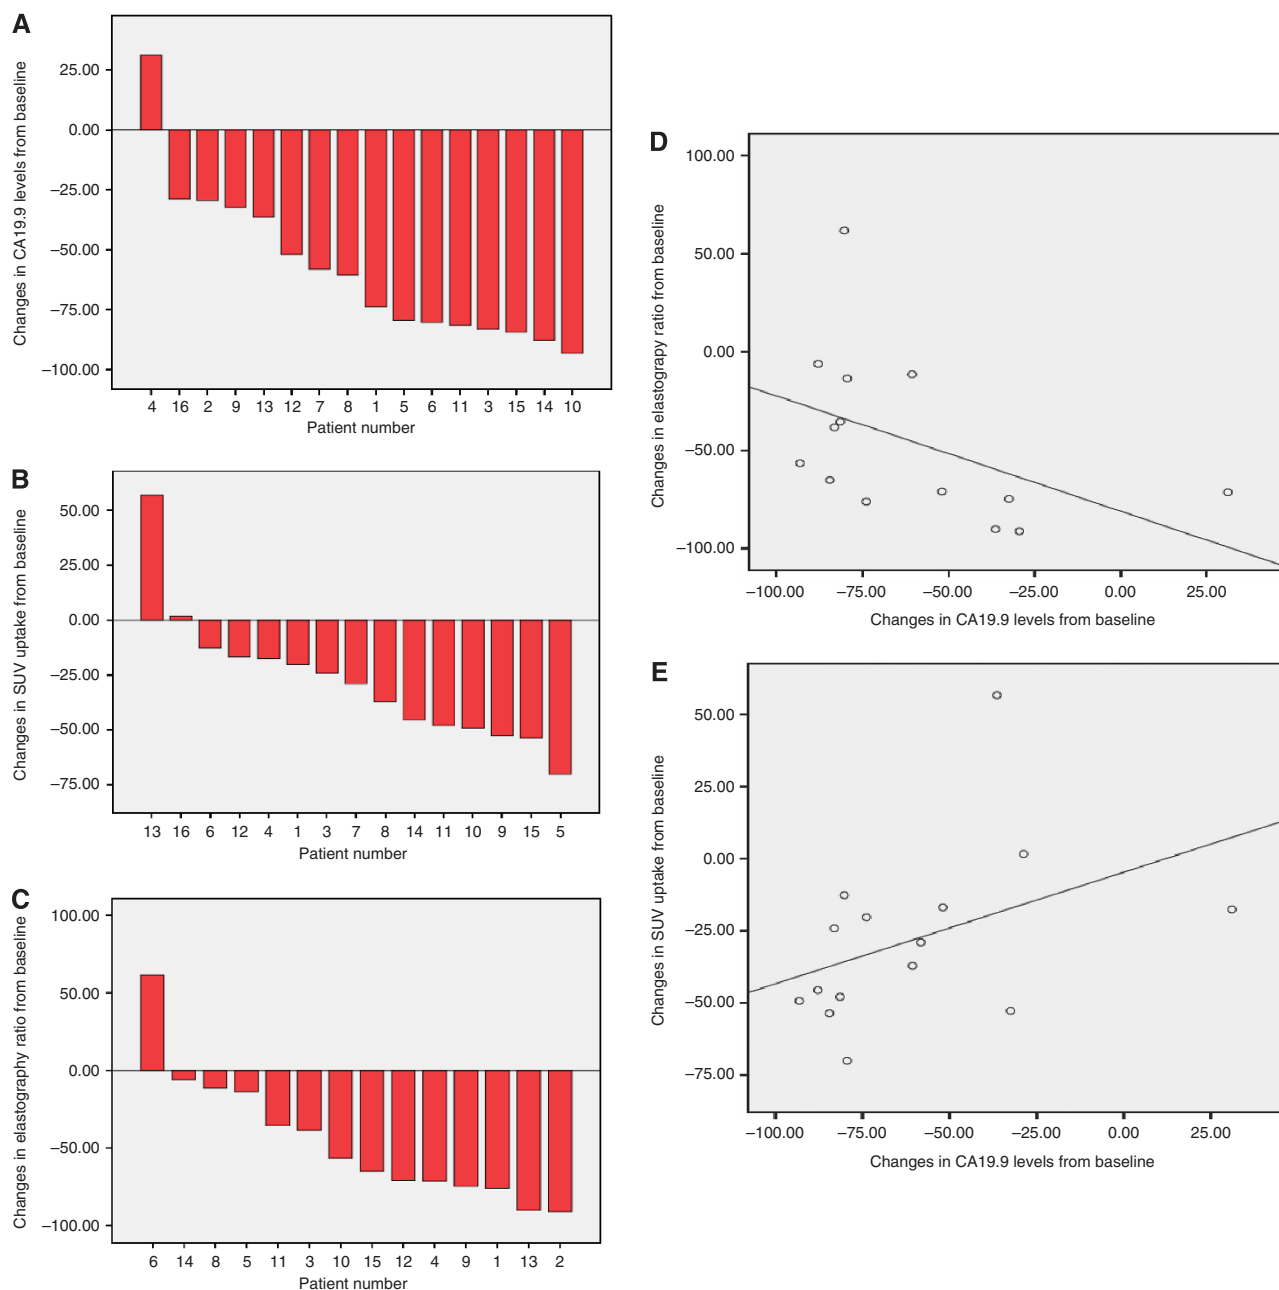 A
Changes in CA19.9 levels from baseline
25.00
0.00
–25.00
–50.00
–75.00
–100.00
4 16 2 9 13 12 7 8 1 5 6 11 3 15 14 10
Patient number
B
Changes in SUV uptake from baseline
50.00
25.00
0.00
–25.00
–50.00
–75.00
13 16 6 12 4 1 3 7 8 14 11 10 9 15 5
Patient number
C
Changes in elastography ratio from baseline
100.00
50.00
0.00
–50.00
–100.00
6 14 8 5 11 3 10 15 12 4 9 1 13 2
Patient number
D
Changes in elastograpy ratio from baseline
100.00
50.00
0.00
–50.00
–100.00
–100.00 –75.00 –50.00 –25.00 0.00 25.00
Changes in CA19.9 levels from baseline
E
Changes in SUV uptake from baseline
50.00
25.00
0.00
–25.00
–50.00
–75.00
–100.00 –75.00 –50.00 –25.00 0.00 25.00
Changes in CA19.9 levels from baseline